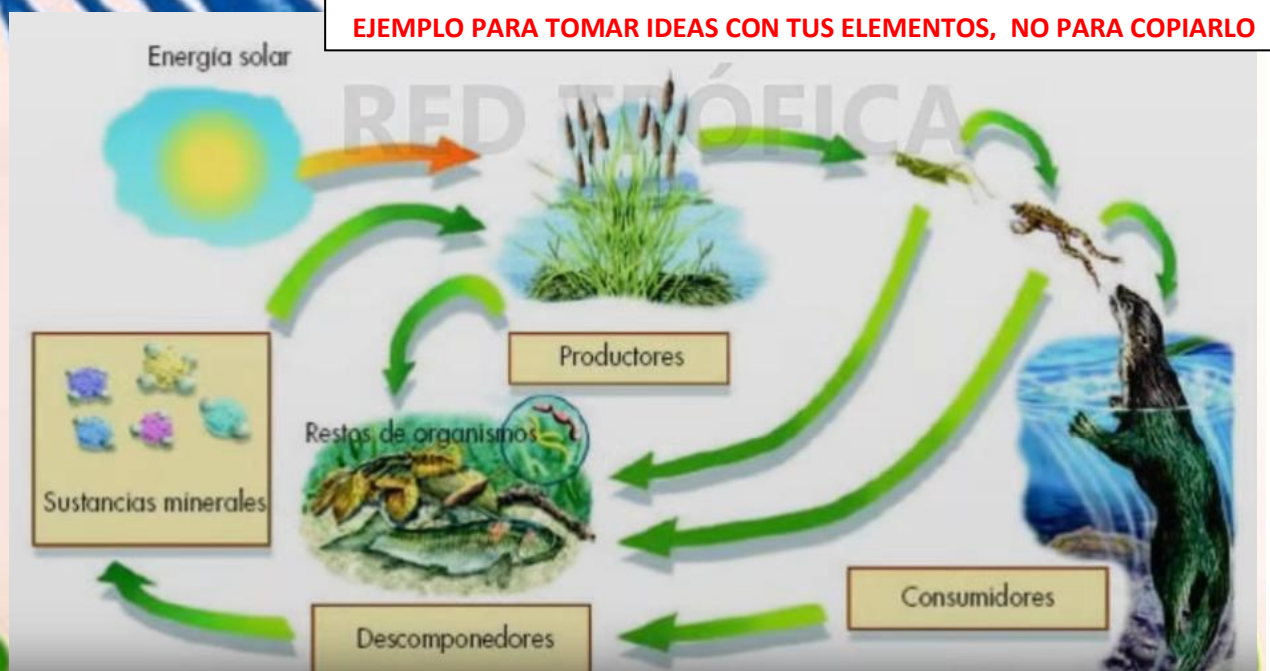 EJEMPLO PARA TOMAR IDEAS CON TUS ELEMENTOS, NO PARA COPIARLO
RED TRÓFICA
Energía solar
Productores
Restos de organismos
Sustancias minerales
Consumidores
Descomponedores